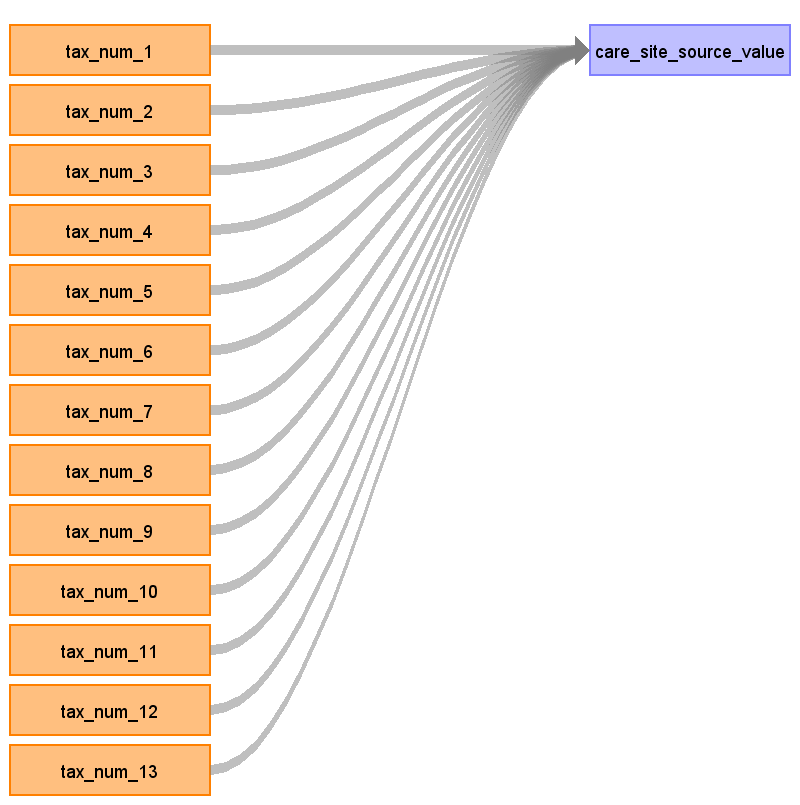 tax_num_1
care_site_source_value
tax_num_2
tax_num_3
tax_num_4
tax_num_5
tax_num_6
tax_num_7
tax_num_8
tax_num_9
tax_num_10
tax_num_11
tax_num_12
tax_num_13